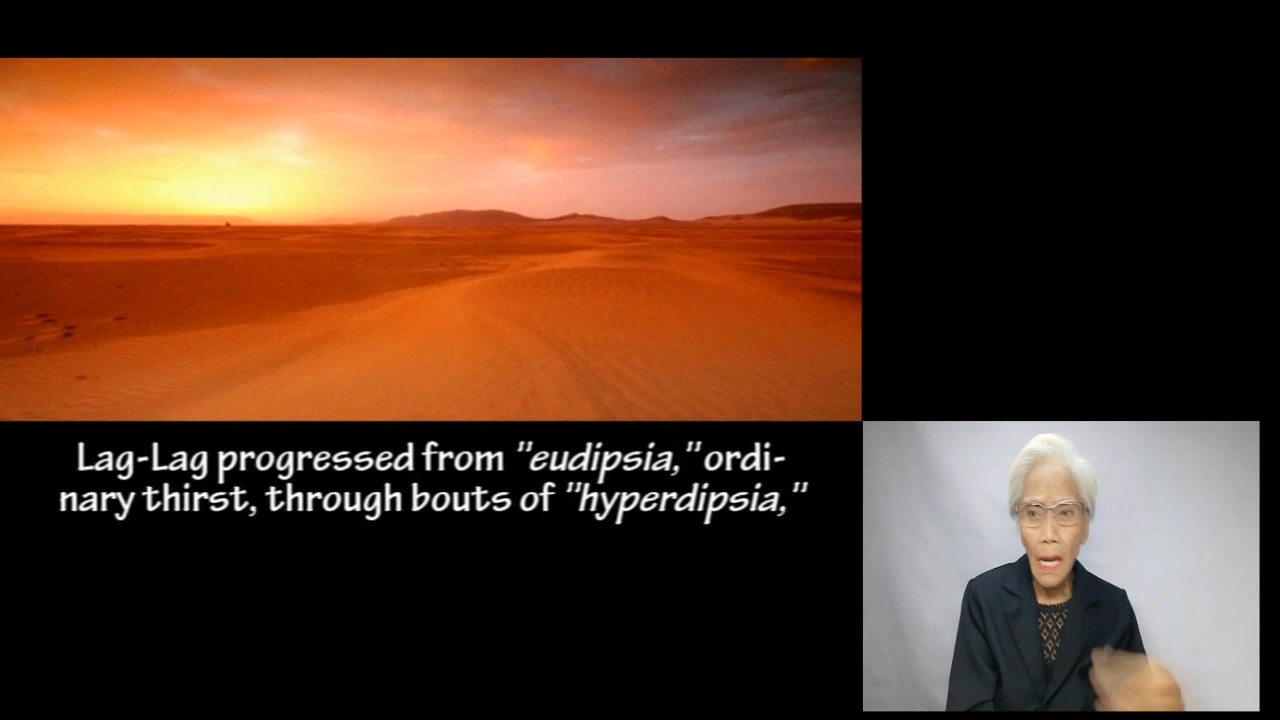 Lag-Lag progressed from "eudipsia," ordi-
nary thirst, through bouts of "hyperdipsia,"